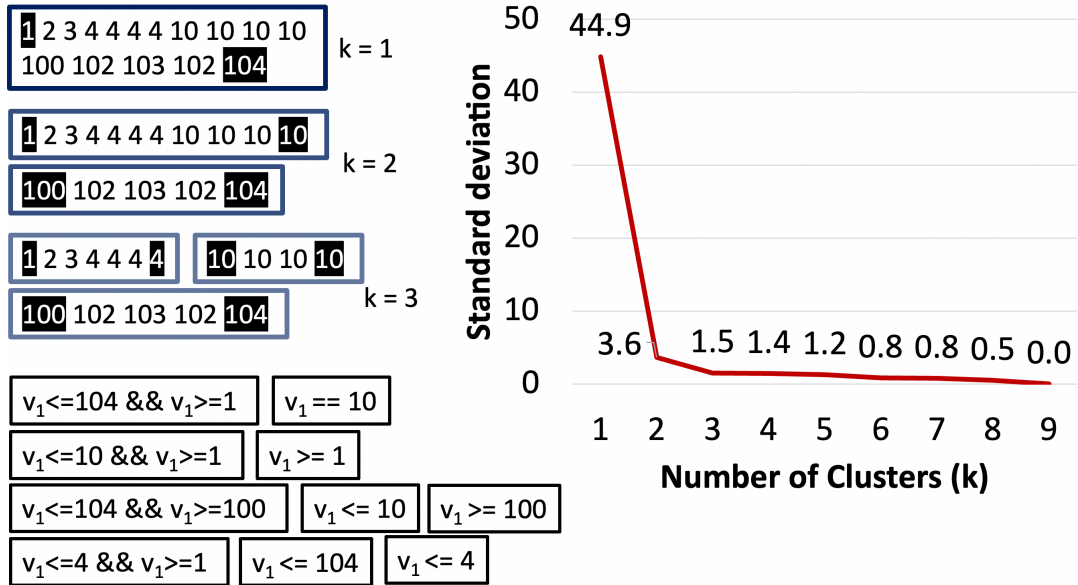 1 2 3 4 4 4 4 10 10 10 10
100 102 103 102 104
k = 1
1 2 3 4 4 4 4 10 10 10 10
k = 2
100 102 103 102 104
1 2 3 4 4 4 4
10 10 10 10
k = 3
100 102 103 102 104
v₁<=104 && v₁>=1
v₁ == 10
v₁<=10 && v₁>=1
v₁ >= 1
v₁<=104 && v₁>=100
v₁ <= 10
v₁ >= 100
v₁<=4 && v₁>=1
v₁ <= 104
v₁ <= 4
Standard deviation
50
40
30
20
10
0
44.9
3.6
1.5
1.4
1.2
0.8
0.8
0.5
0.0
1 2 3 4 5 6 7 8 9
Number of Clusters (k)